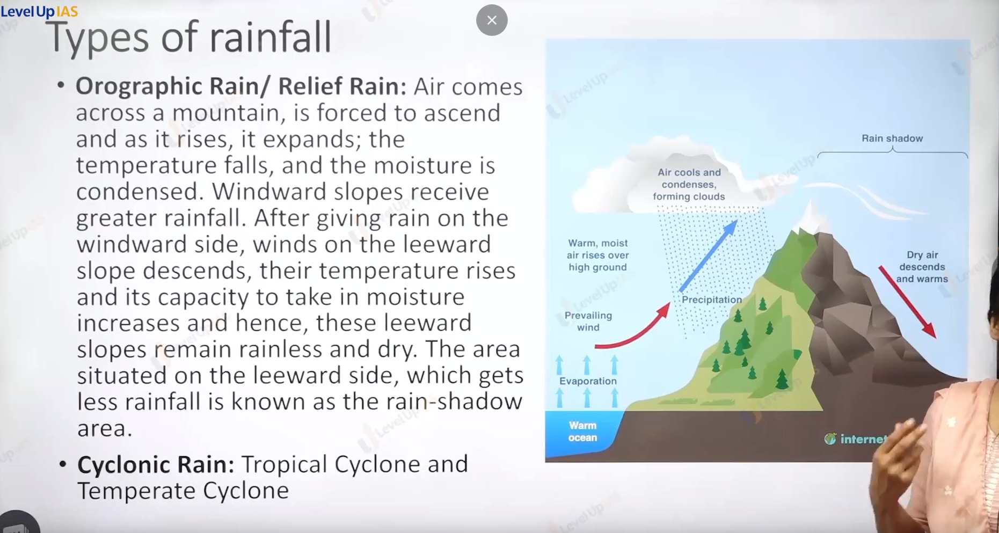 LevelUp IAS
Types of rainfall
• Orographic Rain/ Relief Rain: Air comes
across a mountain, is forced to ascend
and as it rises, it expands; the
temperature falls, and the moisture is
condensed. Windward slopes receive
greater rainfall. After giving rain on the
windward side, winds on the leeward
slope descends, their temperature rises
and its capacity to take in moisture
increases and hence, these leeward
slopes remain rainless and dry. The area
situated on the leeward side, which gets
less rainfall is known as the rain-shadow
area.
• Cyclonic Rain: Tropical Cyclone and
Temperate Cyclone
Rain shadow
Air cools and
condenses,
forming clouds
Warm, moist
air rises over
high ground
Dry air
descends
and warms
Precipitation
Prevailing
wind
Evaporation
Warm
ocean
internet